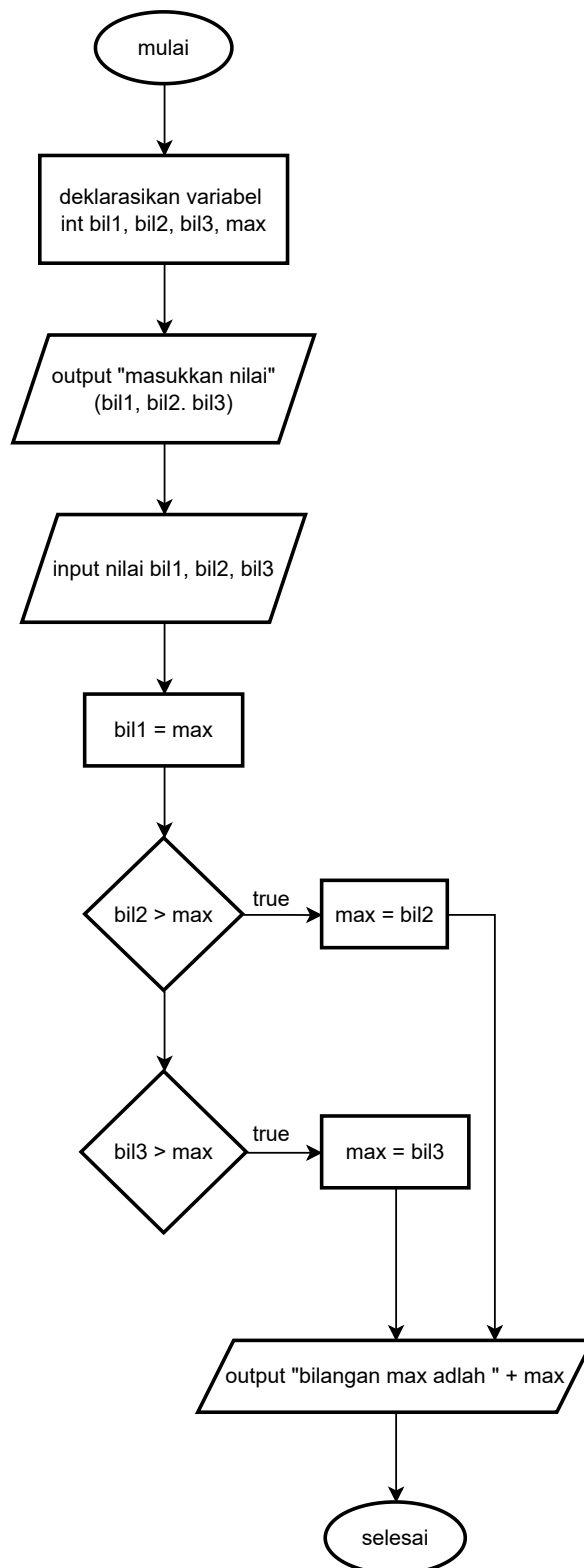 mulai
deklarasikan variabel
int bil1, bil2, bil3, max
output "masukkan nilai"
(bil1, bil2. bil3)
input nilai bil1, bil2, bil3
bil1 = max
bil2 > max
true
max = bil2
bil3 > max
true
max = bil3
output "bilangan max adlah " + max
selesai